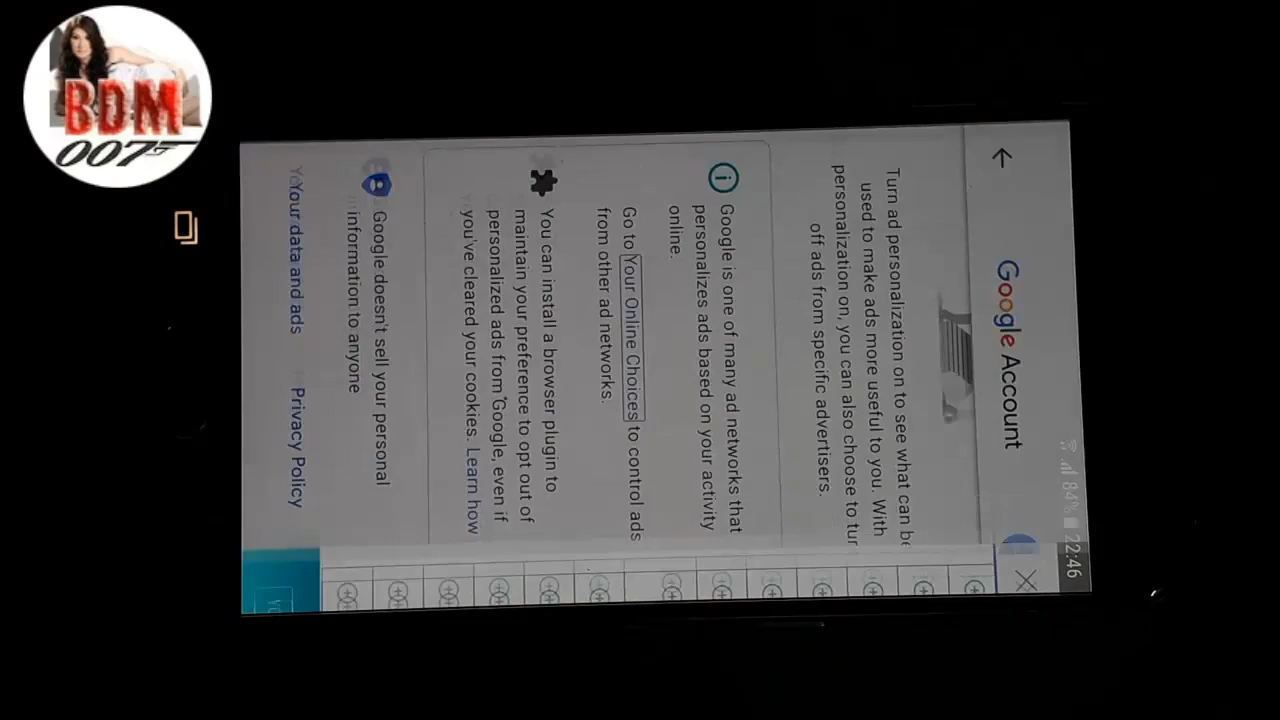 BDM
007
84% 22:46
Google Account
Turn ad personalization on to see what can be
used to make ads more useful to you. With
personalization on, you can also choose to tur
off ads from specific advertisers.
Google is one of many ad networks that
personalizes ads based on your activity
online.
Go to Your Online Choices to control ads
from other ad networks.
You can install a browser plugin to
maintain your preference to opt out of
personalized ads from Google, even if
you've cleared your cookies. Learn how
Google doesn't sell your personal
information to anyone
Your data and ads Privacy Policy